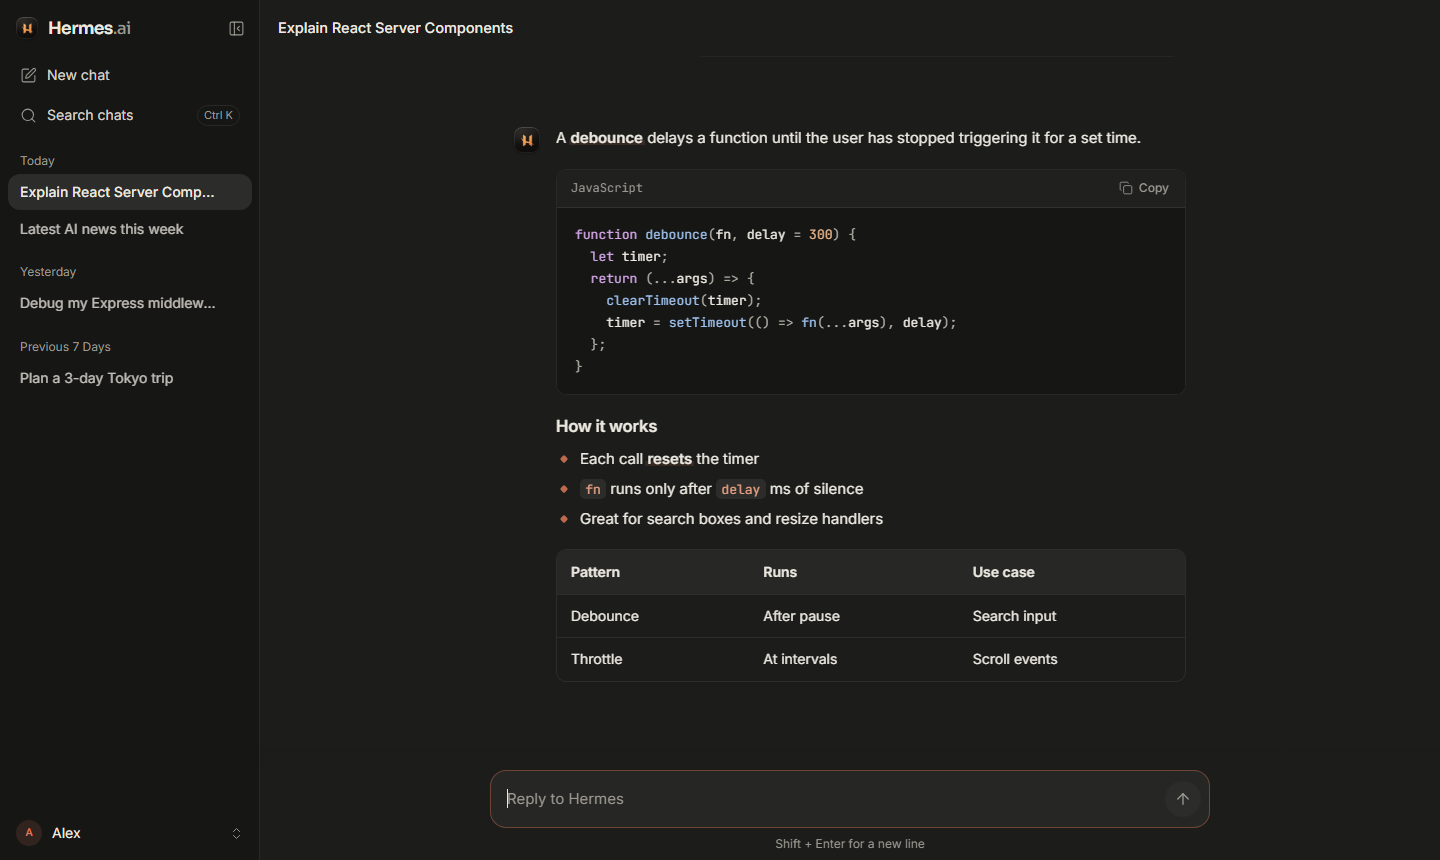 Hermes.ai
New chat
Search chats Ctrl K
Today
Explain React Server Comp...
Latest AI news this week
Yesterday
Debug my Express middlew...
Previous 7 Days
Plan a 3-day Tokyo trip
A Alex
Explain React Server Components
A debounce delays a function until the user has stopped triggering it for a set time.
JavaScript Copy
function debounce(fn, delay = 300) {
  let timer;
  return (...args) => {
    clearTimeout(timer);
    timer = setTimeout(() => fn(...args), delay);
  };
}
How it works
Each call resets the timer
fn runs only after delay ms of silence
Great for search boxes and resize handlers
Pattern Runs Use case
Debounce After pause Search input
Throttle At intervals Scroll events
Reply to Hermes
Shift + Enter for a new line